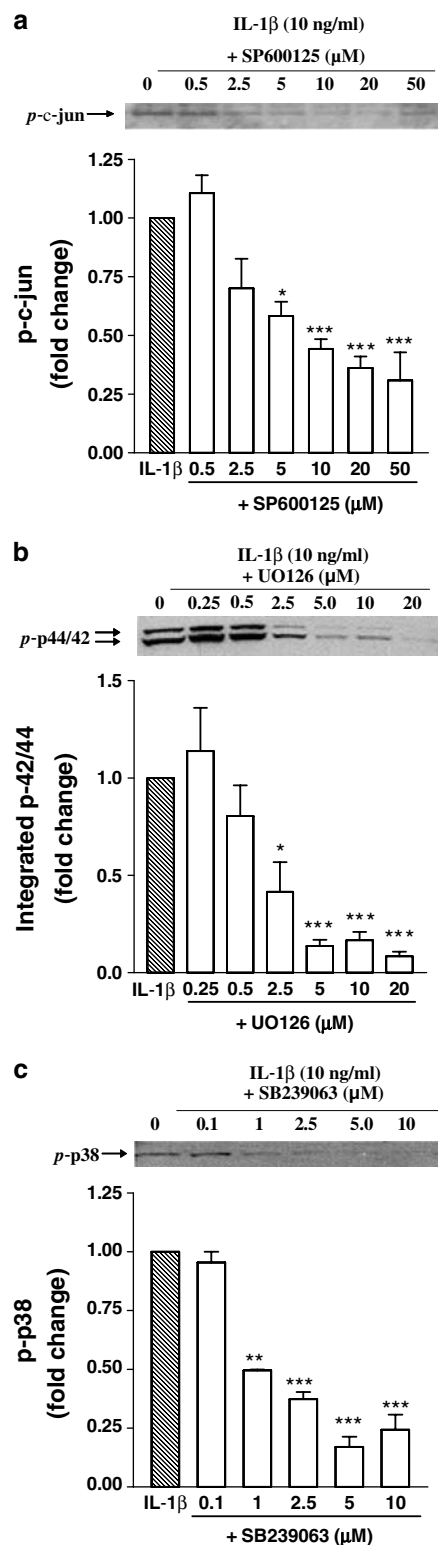 a
IL-1β (10 ng/ml)
+ SP600125 (μM)
0 0.5 2.5 5 10 20 50
p-c-jun
1.25
1.00
0.75
0.50
0.25
0.00
p-c-jun
(fold change)
*
***
***
***
IL-1β 0.5 2.5 5 10 20 50
+ SP600125 (μM)
b
IL-1β (10 ng/ml)
+ UO126 (μM)
0 0.25 0.5 2.5 5.0 10 20
p-p44/42
1.5
1.0
0.5
0.0
Integrated p-42/44
(fold change)
*
***
***
***
IL-1β 0.25 0.5 2.5 5 10 20
+ UO126 (μM)
c
IL-1β (10 ng/ml)
+ SB239063 (μM)
0 0.1 1 2.5 5.0 10
p-p38
1.25
1.00
0.75
0.50
0.25
0.00
p-p38
(fold change)
**
***
***
***
IL-1β 0.1 1 2.5 5 10
+ SB239063 (μM)